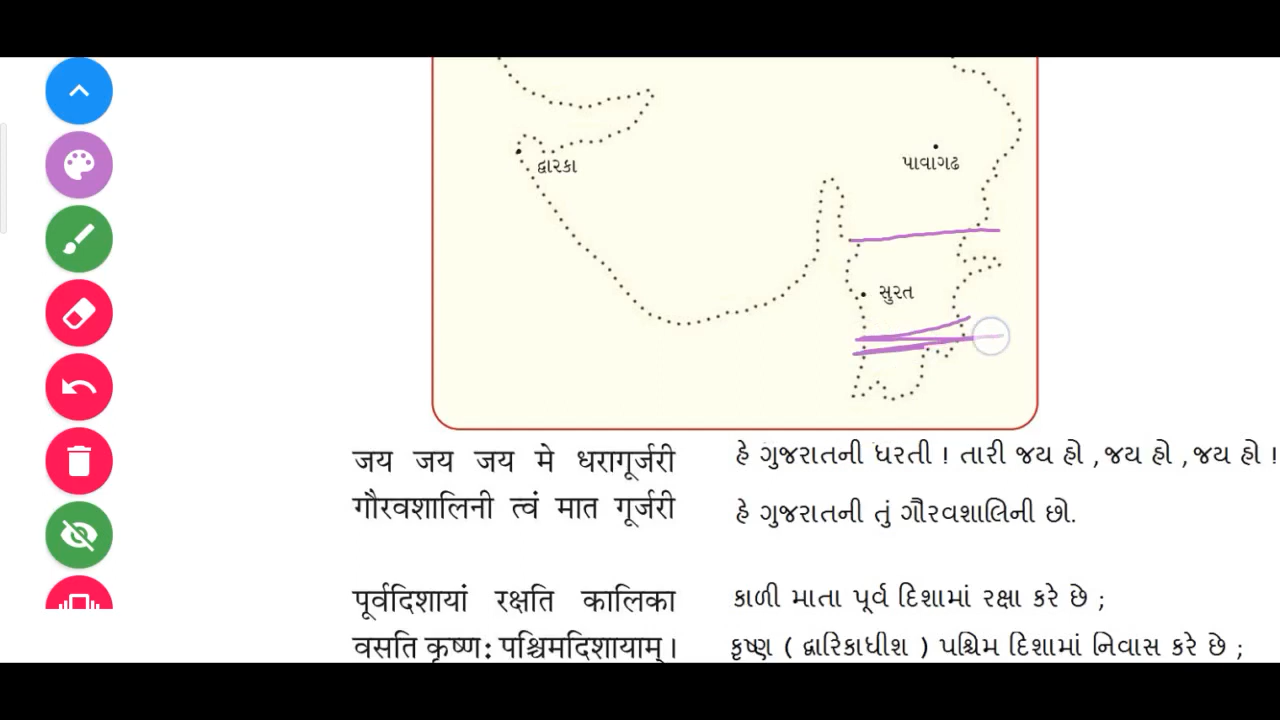 દ્વારકા
પાવાગઢ
સુરત
जय जय जय मे धरागूर्जरी
હે ગુજરાતની ધરતી ! તારી જય હો , જય હો , જય હો !
गौरवशालिनी त्वं मात गूर्जरी
હે ગુજરાતની તું ગૌરવશાલિની છો.
पूर्वदिशायां रक्षति कालिका
કાળી માતા પૂર્વ દિશામાં રક્ષા કરે છે ;
वसति कृष्णः पश्चिमदिशायाम् ।
કૃષ્ણ ( દ્વારિકાધીશ ) પશ્ચિમ દિશામાં નિવાસ કરે છે ;